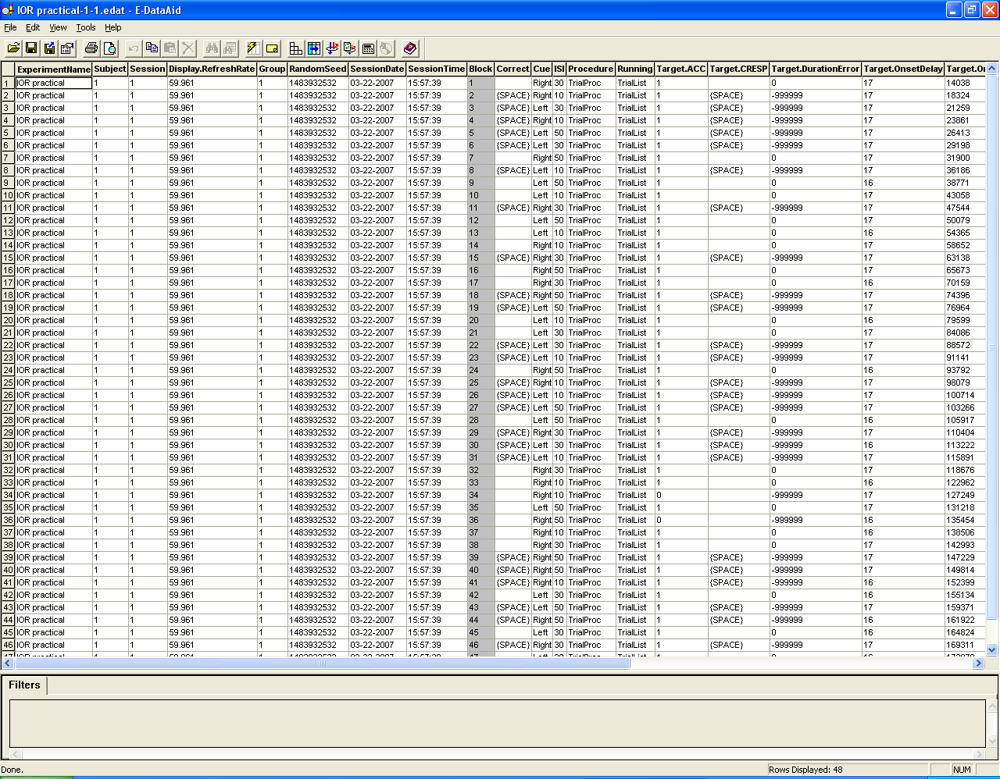 IOR practical-1-1.edat - E-DataAid
File Edit View Tools Help
ExperimentName Subject Session Display.RefreshRate Group RandomSeed SessionDate SessionTime Block Correct Cue ISI Procedure Running Target.ACC Target.CRESP Target.DurationError Target.OnsetDelay Target.On
1 IOR practical 1 1 59.961 1 1483932532 03-22-2007 15:57:39 1 Right 30 TrialProc TrialList 1 0 17 14038
2 IOR practical 1 1 59.961 1 1483932532 03-22-2007 15:57:39 2 {SPACE} Right 10 TrialProc TrialList 1 {SPACE} -999999 17 18324
3 IOR practical 1 1 59.961 1 1483932532 03-22-2007 15:57:39 3 {SPACE} Left 30 TrialProc TrialList 1 {SPACE} -999999 17 21259
4 IOR practical 1 1 59.961 1 1483932532 03-22-2007 15:57:39 4 {SPACE} Right 10 TrialProc TrialList 1 {SPACE} -999999 17 23861
5 IOR practical 1 1 59.961 1 1483932532 03-22-2007 15:57:39 5 {SPACE} Left 50 TrialProc TrialList 1 {SPACE} -999999 17 26413
6 IOR practical 1 1 59.961 1 1483932532 03-22-2007 15:57:39 6 {SPACE} Left 30 TrialProc TrialList 1 {SPACE} -999999 17 29198
7 IOR practical 1 1 59.961 1 1483932532 03-22-2007 15:57:39 7 Right 50 TrialProc TrialList 1 0 17 31900
8 IOR practical 1 1 59.961 1 1483932532 03-22-2007 15:57:39 8 {SPACE} Left 10 TrialProc TrialList 1 {SPACE} -999999 17 36186
9 IOR practical 1 1 59.961 1 1483932532 03-22-2007 15:57:39 9 Left 50 TrialProc TrialList 1 0 16 38771
10 IOR practical 1 1 59.961 1 1483932532 03-22-2007 15:57:39 10 Left 10 TrialProc TrialList 1 0 17 43058
11 IOR practical 1 1 59.961 1 1483932532 03-22-2007 15:57:39 11 {SPACE} Right 30 TrialProc TrialList 1 {SPACE} -999999 17 47544
12 IOR practical 1 1 59.961 1 1483932532 03-22-2007 15:57:39 12 Left 50 TrialProc TrialList 1 0 17 50079
13 IOR practical 1 1 59.961 1 1483932532 03-22-2007 15:57:39 13 Left 10 TrialProc TrialList 1 0 16 54365
14 IOR practical 1 1 59.961 1 1483932532 03-22-2007 15:57:39 14 Right 30 TrialProc TrialList 1 0 17 58652
15 IOR practical 1 1 59.961 1 1483932532 03-22-2007 15:57:39 15 {SPACE} Right 30 TrialProc TrialList 1 {SPACE} -999999 17 63138
16 IOR practical 1 1 59.961 1 1483932532 03-22-2007 15:57:39 16 Right 50 TrialProc TrialList 1 0 17 65673
17 IOR practical 1 1 59.961 1 1483932532 03-22-2007 15:57:39 17 Right 10 TrialProc TrialList 1 0 16 70159
18 IOR practical 1 1 59.961 1 1483932532 03-22-2007 15:57:39 18 {SPACE} Right 50 TrialProc TrialList 1 {SPACE} -999999 17 74396
19 IOR practical 1 1 59.961 1 1483932532 03-22-2007 15:57:39 19 {SPACE} Left 50 TrialProc TrialList 1 {SPACE} -999999 17 76964
20 IOR practical 1 1 59.961 1 1483932532 03-22-2007 15:57:39 20 Left 10 TrialProc TrialList 1 0 16 79599
21 IOR practical 1 1 59.961 1 1483932532 03-22-2007 15:57:39 21 Left 30 TrialProc TrialList 1 0 17 84086
22 IOR practical 1 1 59.961 1 1483932532 03-22-2007 15:57:39 22 {SPACE} Left 30 TrialProc TrialList 1 {SPACE} -999999 17 88572
23 IOR practical 1 1 59.961 1 1483932532 03-22-2007 15:57:39 23 {SPACE} Left 10 TrialProc TrialList 1 {SPACE} -999999 17 91141
24 IOR practical 1 1 59.961 1 1483932532 03-22-2007 15:57:39 24 Right 50 TrialProc TrialList 1 0 16 93792
25 IOR practical 1 1 59.961 1 1483932532 03-22-2007 15:57:39 25 {SPACE} Right 10 TrialProc TrialList 1 {SPACE} -999999 17 98079
26 IOR practical 1 1 59.961 1 1483932532 03-22-2007 15:57:39 26 {SPACE} Left 10 TrialProc TrialList 1 {SPACE} -999999 17 100714
27 IOR practical 1 1 59.961 1 1483932532 03-22-2007 15:57:39 27 {SPACE} Left 50 TrialProc TrialList 1 {SPACE} -999999 17 103266
28 IOR practical 1 1 59.961 1 1483932532 03-22-2007 15:57:39 28 Left 50 TrialProc TrialList 1 0 16 105917
29 IOR practical 1 1 59.961 1 1483932532 03-22-2007 15:57:39 29 {SPACE} Right 30 TrialProc TrialList 1 {SPACE} -999999 17 110404
30 IOR practical 1 1 59.961 1 1483932532 03-22-2007 15:57:39 30 {SPACE} Left 30 TrialProc TrialList 1 {SPACE} -999999 17 113222
31 IOR practical 1 1 59.961 1 1483932532 03-22-2007 15:57:39 31 {SPACE} Left 10 TrialProc TrialList 1 {SPACE} -999999 17 115891
32 IOR practical 1 1 59.961 1 1483932532 03-22-2007 15:57:39 32 Right 30 TrialProc TrialList 1 0 17 118676
33 IOR practical 1 1 59.961 1 1483932532 03-22-2007 15:57:39 33 Right 10 TrialProc TrialList 1 0 16 122962
34 IOR practical 1 1 59.961 1 1483932532 03-22-2007 15:57:39 34 Right 10 TrialProc TrialList 0 -999999 17 127249
35 IOR practical 1 1 59.961 1 1483932532 03-22-2007 15:57:39 35 Left 50 TrialProc TrialList 1 0 17 131218
36 IOR practical 1 1 59.961 1 1483932532 03-22-2007 15:57:39 36 Right 50 TrialProc TrialList 0 -999999 16 135454
37 IOR practical 1 1 59.961 1 1483932532 03-22-2007 15:57:39 37 Right 10 TrialProc TrialList 1 0 16 138506
38 IOR practical 1 1 59.961 1 1483932532 03-22-2007 15:57:39 38 Right 30 TrialProc TrialList 1 0 17 142993
39 IOR practical 1 1 59.961 1 1483932532 03-22-2007 15:57:39 39 {SPACE} Right 50 TrialProc TrialList 1 {SPACE} -999999 17 147229
40 IOR practical 1 1 59.961 1 1483932532 03-22-2007 15:57:39 40 {SPACE} Right 50 TrialProc TrialList 1 {SPACE} -999999 17 149814
41 IOR practical 1 1 59.961 1 1483932532 03-22-2007 15:57:39 41 {SPACE} Right 10 TrialProc TrialList 1 {SPACE} -999999 16 152399
42 IOR practical 1 1 59.961 1 1483932532 03-22-2007 15:57:39 42 Left 30 TrialProc TrialList 1 0 16 155134
43 IOR practical 1 1 59.961 1 1483932532 03-22-2007 15:57:39 43 {SPACE} Left 50 TrialProc TrialList 1 {SPACE} -999999 17 159371
44 IOR practical 1 1 59.961 1 1483932532 03-22-2007 15:57:39 44 {SPACE} Right 50 TrialProc TrialList 1 {SPACE} -999999 16 161922
45 IOR practical 1 1 59.961 1 1483932532 03-22-2007 15:57:39 45 Left 30 TrialProc TrialList 1 0 16 164824
46 IOR practical 1 1 59.961 1 1483932532 03-22-2007 15:57:39 46 {SPACE} Right 30 TrialProc TrialList 1 {SPACE} -999999 17 169311
Filters
Done. Rows Displayed: 48 NUM